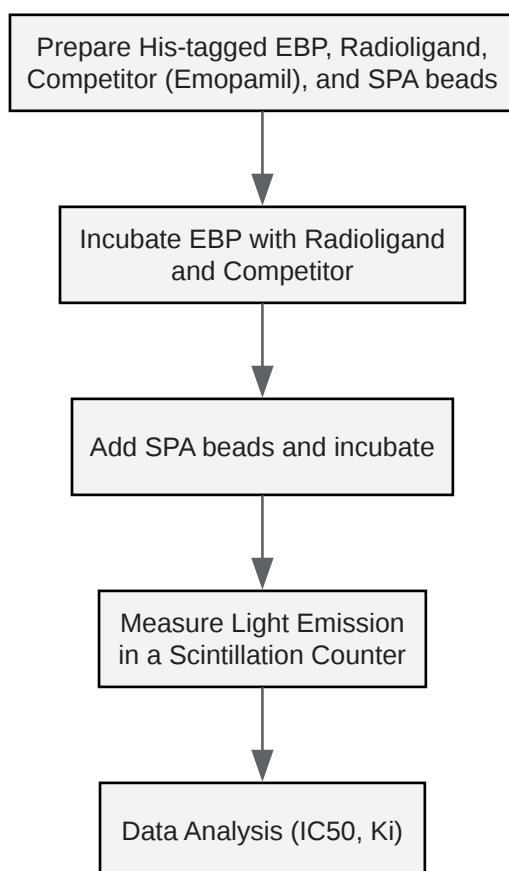 Prepare His-tagged EBP, Radioligand,
Competitor (Emopamil), and SPA beads
Incubate EBP with Radioligand
and Competitor
Add SPA beads and incubate
Measure Light Emission
in a Scintillation Counter
Data Analysis (IC50, Ki)